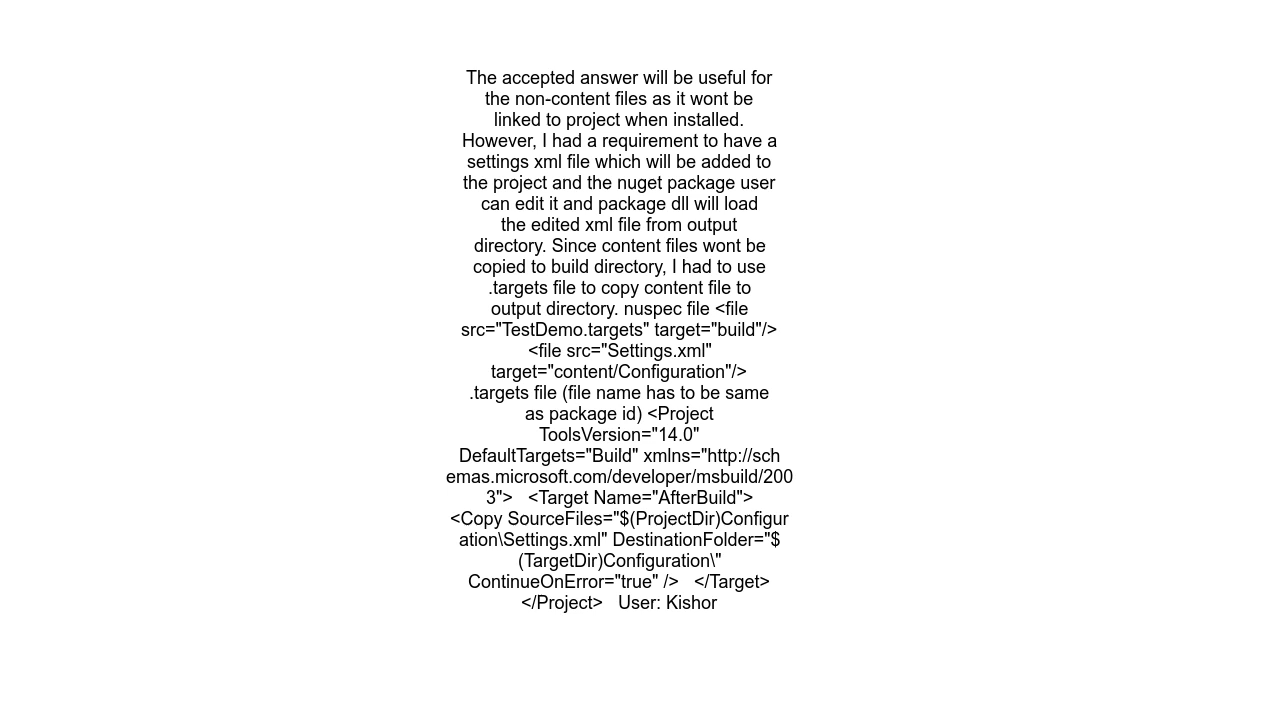 The accepted answer will be useful for
the non-content files as it wont be
linked to project when installed.
However, I had a requirement to have a
settings xml file which will be added to
the project and the nuget package user
can edit it and package dll will load
the edited xml file from output
directory. Since content files wont be
copied to build directory, I had to use
.targets file to copy content file to
output directory. nuspec file <file
src="TestDemo.targets" target="build"/>
<file src="Settings.xml"
target="content/Configuration"/>
.targets file (file name has to be same
as package id) <Project
ToolsVersion="14.0"
DefaultTargets="Build" xmlns="http://sch
emas.microsoft.com/developer/msbuild/200
3">   <Target Name="AfterBuild">
<Copy SourceFiles="$(ProjectDir)Configur
ation\Settings.xml" DestinationFolder="$
(TargetDir)Configuration\"
ContinueOnError="true" />   </Target>
</Project>   User: Kishor